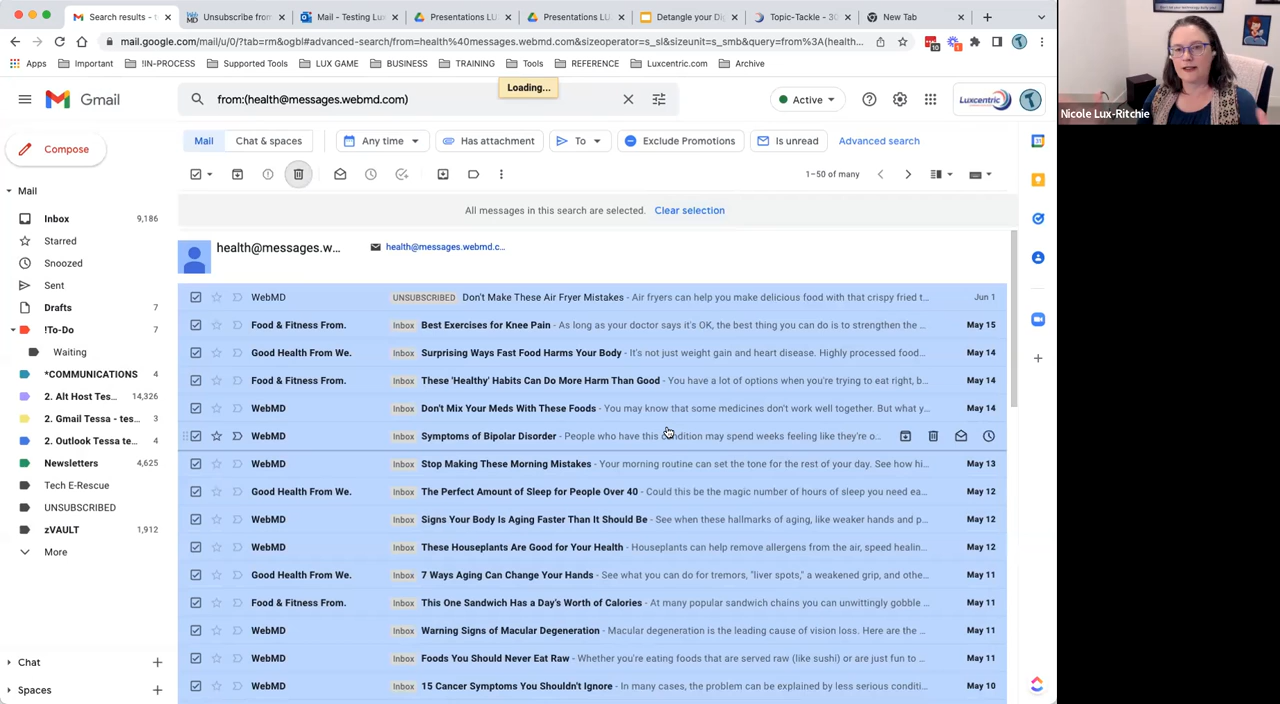 Search results - t
Unsubscribe from
Mail - Testing Lux
Presentations LUX
Presentations LU
Detangle your Di
Topic-Tackle - Z
New Tab
mail.google.com/mail/u/0/?ogbl#advanced-search/from=health%40messages.webmd.com&sizeoperator=s_sl&sizeunit=s_smb&query=from%3A(heal…
Apps
Important
!IN-PROCESS
Supported Tools
LUX GAME
BUSINESS
TRAINING
Tools
REFERENCE
Luxcentric.com
Archive
Loading...
Gmail
from:(health@messages.webmd.com)
Active
Luxcentric
Compose
Mail
Chat & spaces
Any time
Has attachment
To
Exclude Promotions
Is unread
Advanced search
1–50 of many
Mail
Inbox 9,186
Starred
Snoozed
Sent
Drafts 7
!To-Do 7
Waiting
*COMMUNICATIONS 4
2. Alt Host Tes... 14,326
2. Gmail Tessa - tes... 3
2. Outlook Tessa te... 4
Newsletters 4,625
Tech E-Rescue
UNSUBSCRIBED
zVAULT 1,912
More
Chat
Spaces
All messages in this search are selected. Clear selection
health@messages.w... health@messages.webmd.c...
WebMD UNSUBSCRIBED Don't Make These Air Fryer Mistakes - Air fryers can help you make delicious food with that crispy fried t... Jun 1
Food & Fitness From. Inbox Best Exercises for Knee Pain - As long as your doctor says it's OK, the best thing you can do is to strengthen the ... May 15
Good Health From We. Inbox Surprising Ways Fast Food Harms Your Body - It's not just weight gain and heart disease. Highly processed food... May 14
Food & Fitness From. Inbox These 'Healthy' Habits Can Do More Harm Than Good - You have a lot of options when you're trying to eat right, b... May 14
WebMD Inbox Don't Mix Your Meds With These Foods - You may know that some medicines don't work well together. But what y... May 14
WebMD Inbox Symptoms of Bipolar Disorder - People who have this condition may spend weeks feeling like they're o...
WebMD Inbox Stop Making These Morning Mistakes - Your morning routine can set the tone for the rest of your day. See how hi... May 13
Good Health From We. Inbox The Perfect Amount of Sleep for People Over 40 - Could this be the magic number of hours of sleep you need ea... May 12
WebMD Inbox Signs Your Body Is Aging Faster Than It Should Be - See when these hallmarks of aging, like weaker hands and p... May 12
WebMD Inbox These Houseplants Are Good for Your Health - Houseplants can help remove allergens from the air, speed healin... May 12
Good Health From We. Inbox 7 Ways Aging Can Change Your Hands - See what you can do for tremors, "liver spots," a weakened grip, and othe... May 11
Food & Fitness From. Inbox This One Sandwich Has a Day's Worth of Calories - At many popular sandwich chains you can unwittingly gobble ... May 11
WebMD Inbox Warning Signs of Macular Degeneration - Macular degeneration is the leading cause of vision loss. Here are the ... May 11
WebMD Inbox Foods You Should Never Eat Raw - Whether you're eating foods that are served raw (like sushi) or are just fun to ... May 11
WebMD Inbox 15 Cancer Symptoms You Shouldn't Ignore - In many cases, the problem can be explained by less serious conditi... May 10
Nicole Lux-Ritchie